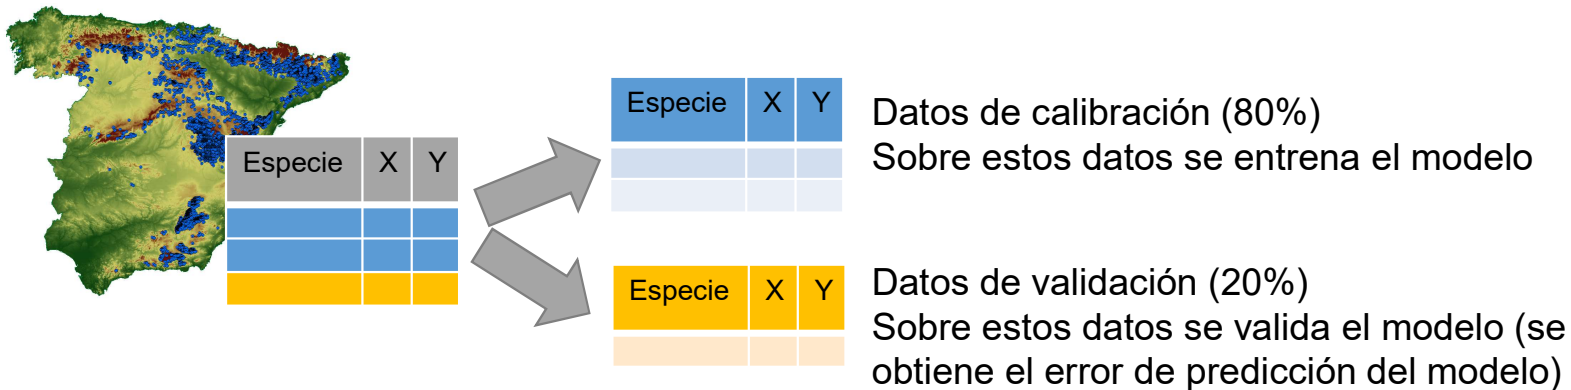 Especie X Y
Especie X Y
Datos de calibración (80%)
Sobre estos datos se entrena el modelo
Especie X Y
Datos de validación (20%)
Sobre estos datos se valida el modelo (se
obtiene el error de predicción del modelo)